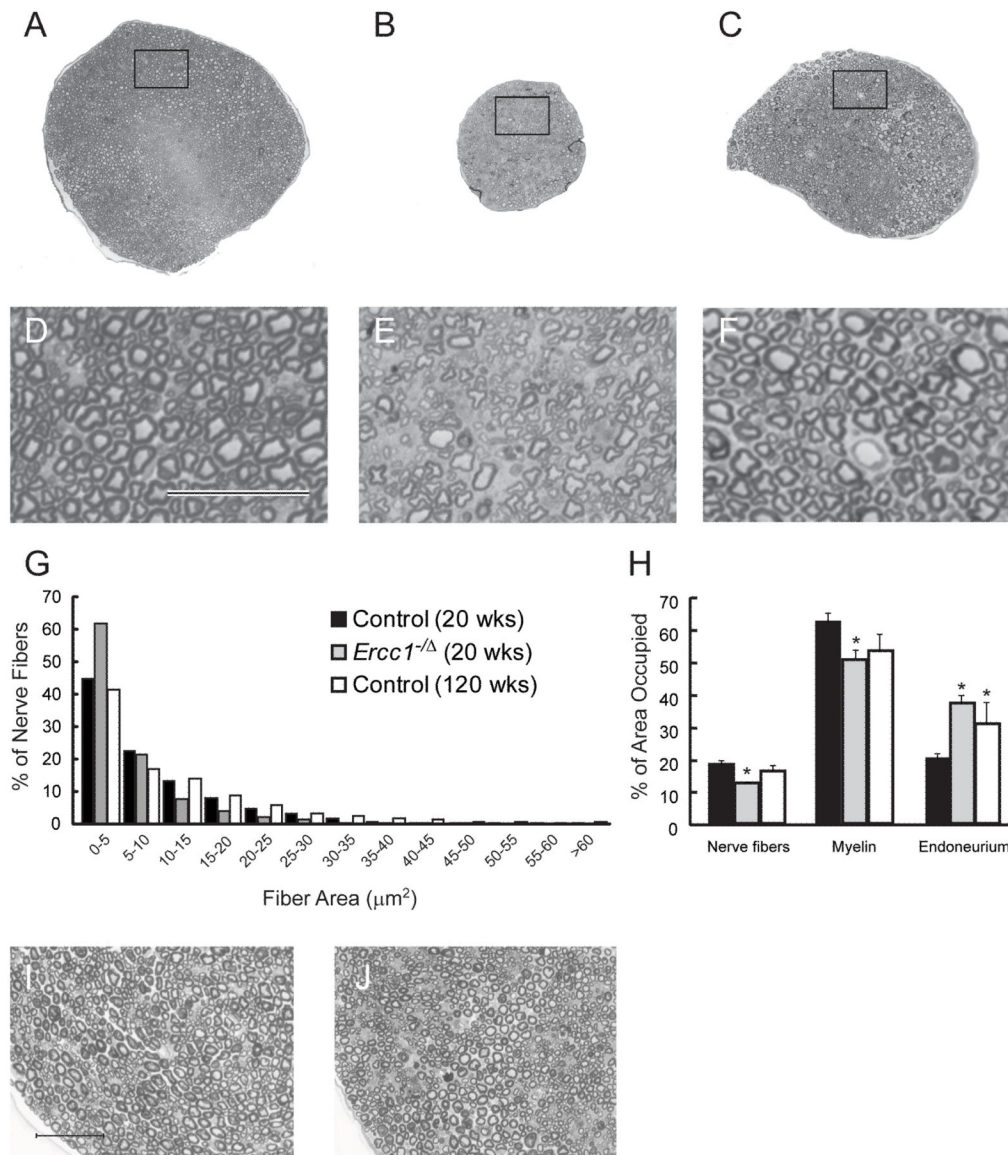 A
B
C
D
E
F
G
% of Nerve Fibers
70
60
50
40
30
20
10
0
Control (20 wks)
Ercc1-/Δ (20 wks)
Control (120 wks)
0-5
5-10
10-15
15-20
20-25
25-30
30-35
35-40
40-45
45-50
50-55
55-60
>60
Fiber Area (μm²)
H
% of Area Occupied
70
60
50
40
30
20
10
0
*
*
*
*
Nerve fibers
Myelin
Endoneurium
I
J